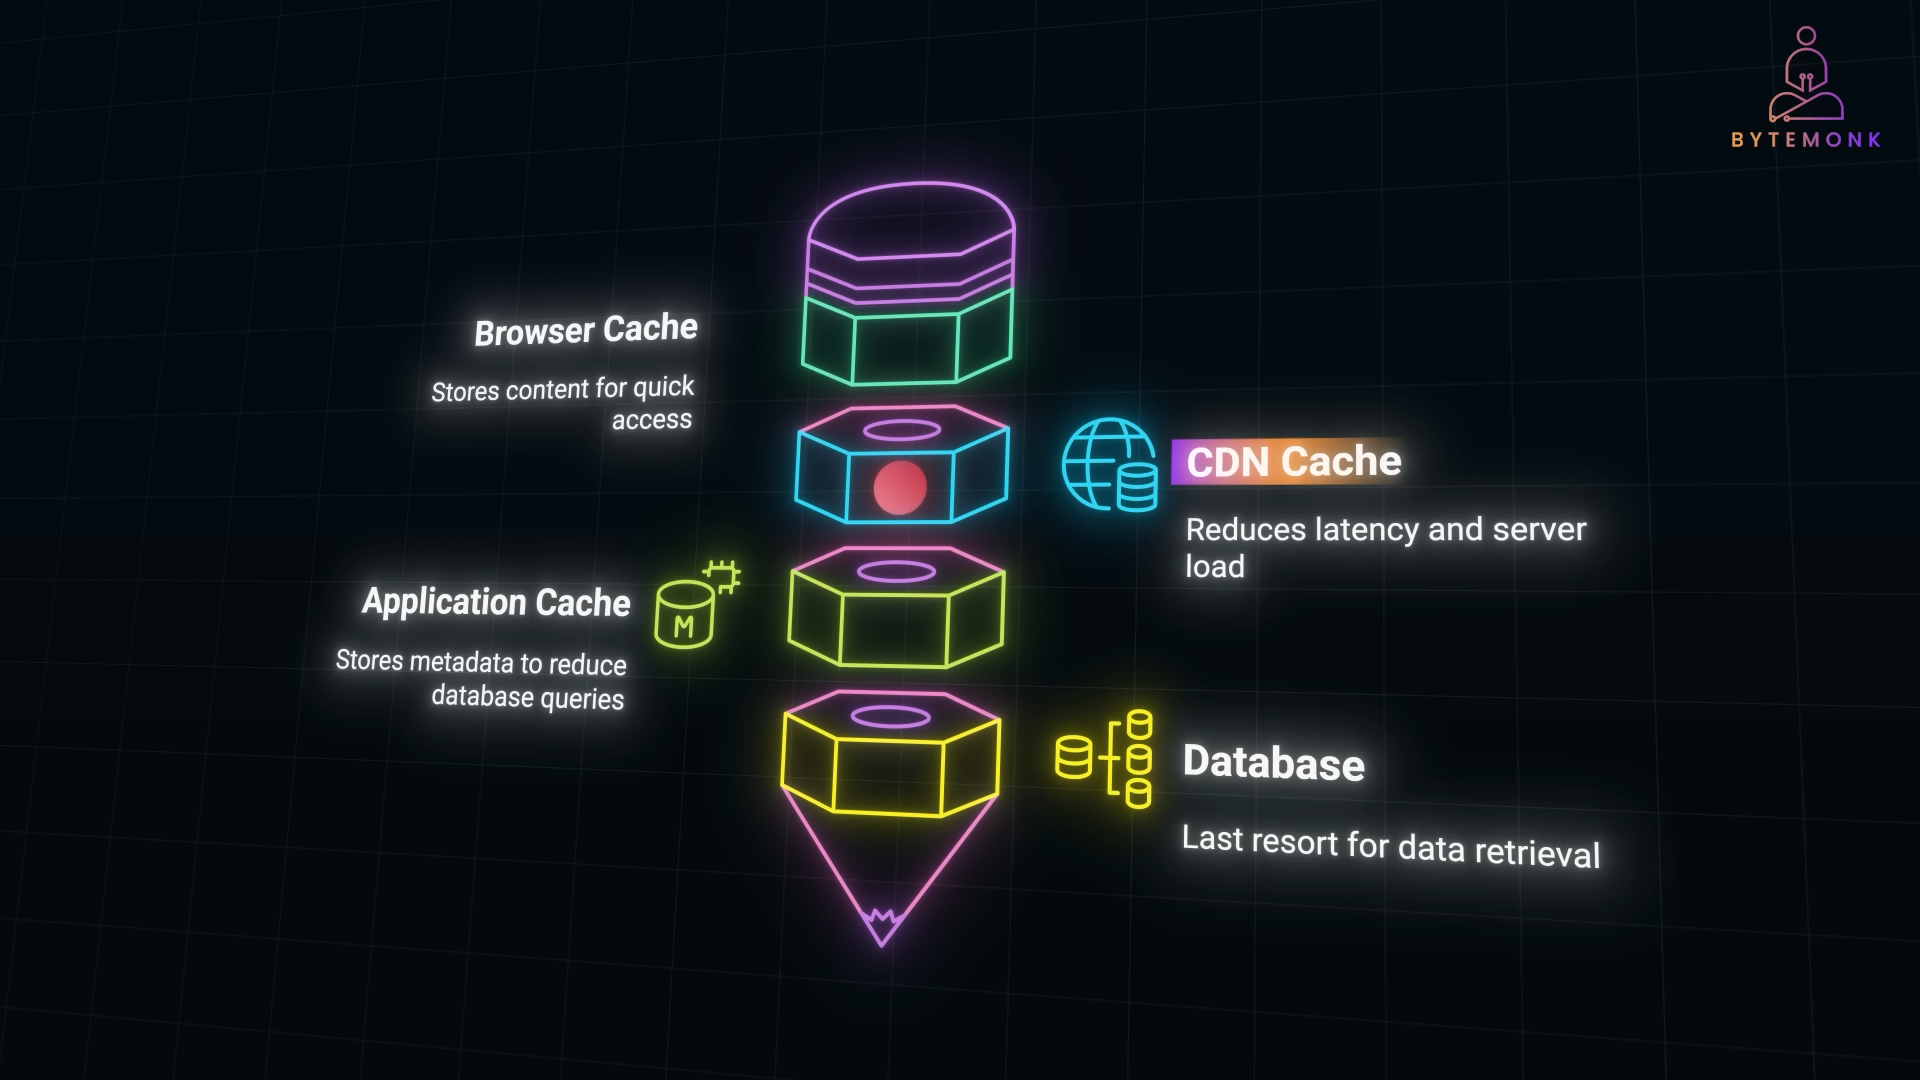 BYTEMONK
Browser Cache
Stores content for quick
access
CDN Cache
Reduces latency and server
load
Application Cache
Stores metadata to reduce
database queries
M
Database
Last resort for data retrieval